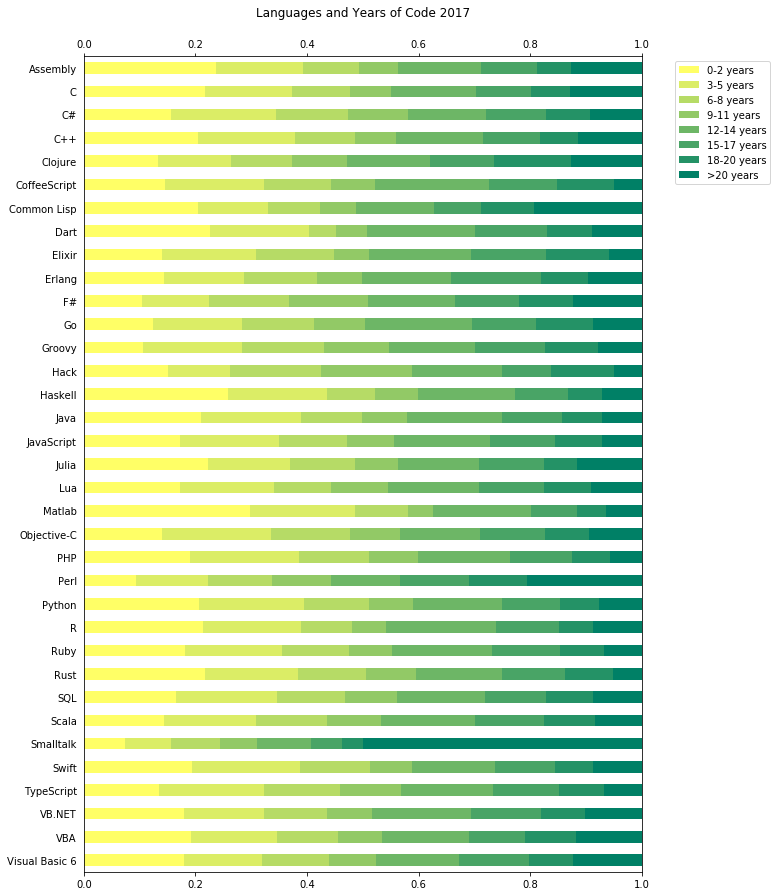 Languages and Years of Code 2017
0.0 0.2 0.4 0.6 0.8 1.0
Assembly
C
C#
C++
Clojure
CoffeeScript
Common Lisp
Dart
Elixir
Erlang
F#
Go
Groovy
Hack
Haskell
Java
JavaScript
Julia
Lua
Matlab
Objective-C
PHP
Perl
Python
R
Ruby
Rust
SQL
Scala
Smalltalk
Swift
TypeScript
VB.NET
VBA
Visual Basic 6
0.0 0.2 0.4 0.6 0.8 1.0
0-2 years
3-5 years
6-8 years
9-11 years
12-14 years
15-17 years
18-20 years
>20 years